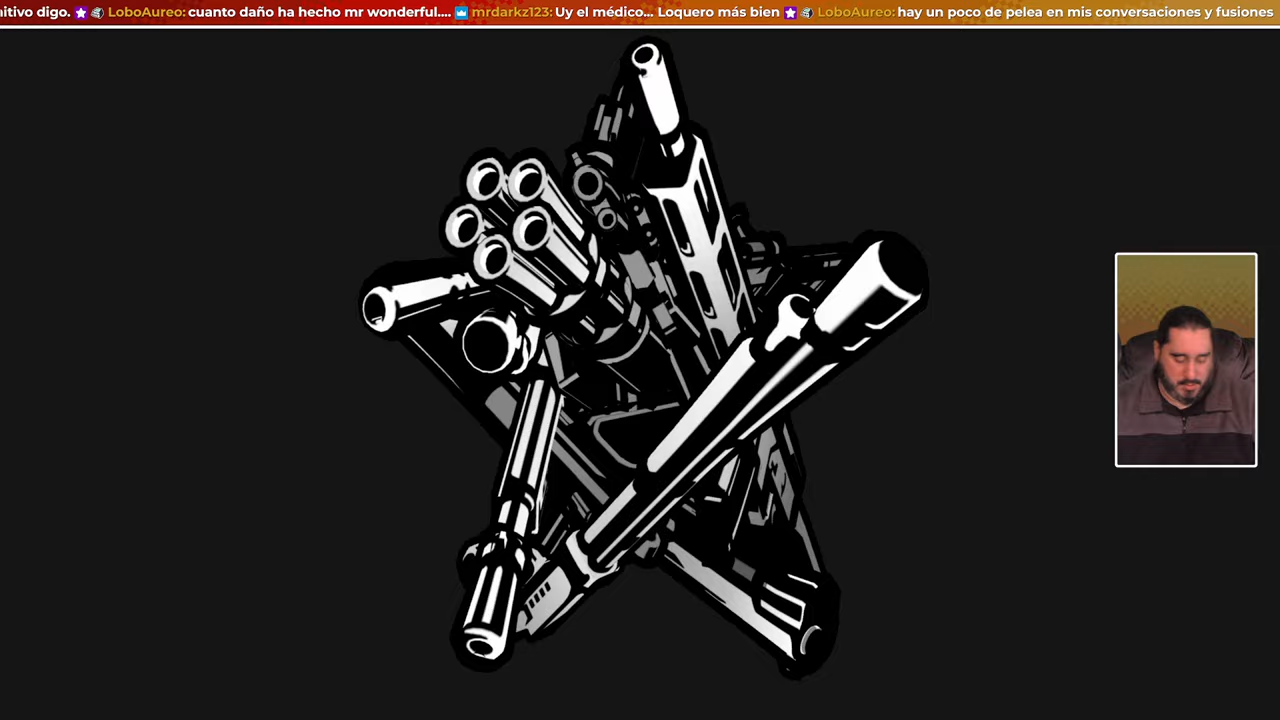 nitivo digo. LoboAureo: cuanto daño ha hecho mr wonderful.... mrdarkz123: Uy el médico... Loquero más bien LoboAureo: hay un poco de pelea en mis conversaciones y fusiones